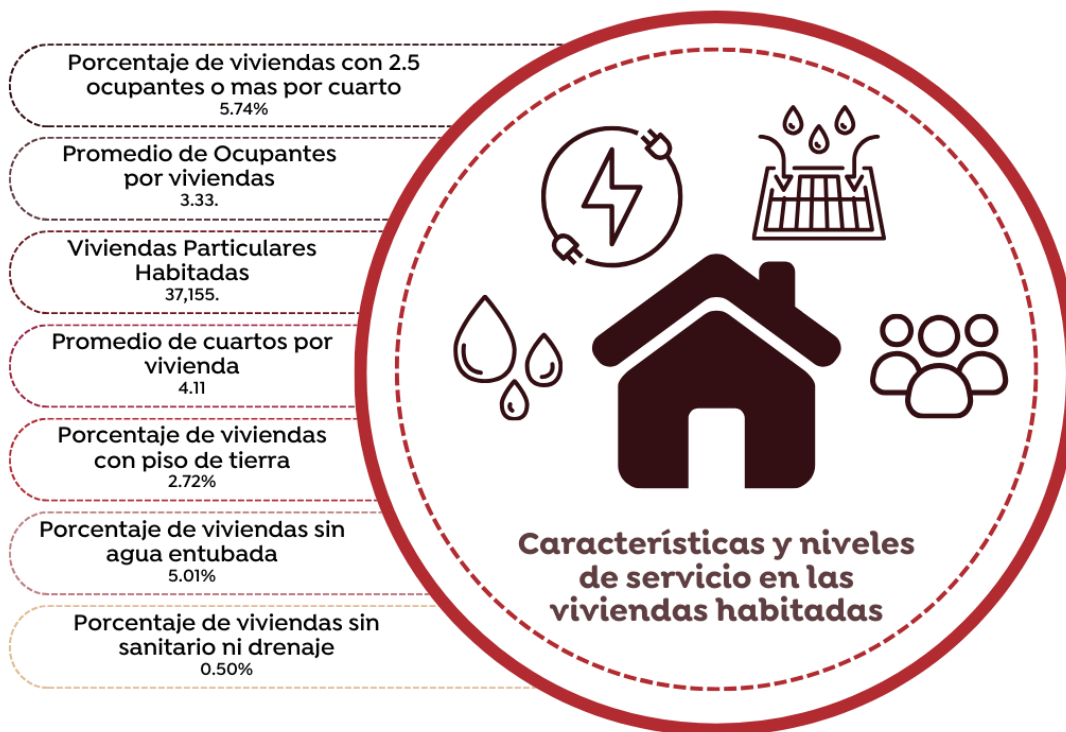 Porcentaje de viviendas con 2.5
ocupantes o mas por cuarto
5.74%
Promedio de Ocupantes
por viviendas
3.33.
Viviendas Particulares
Habitadas
37,155.
Promedio de cuartos por
vivienda
4.11
Porcentaje de viviendas
con piso de tierra
2.72%
Porcentaje de viviendas sin
agua entubada
5.01%
Porcentaje de viviendas sin
sanitario ni drenaje
0.50%
Características y niveles
de servicio en las
viviendas habitadas